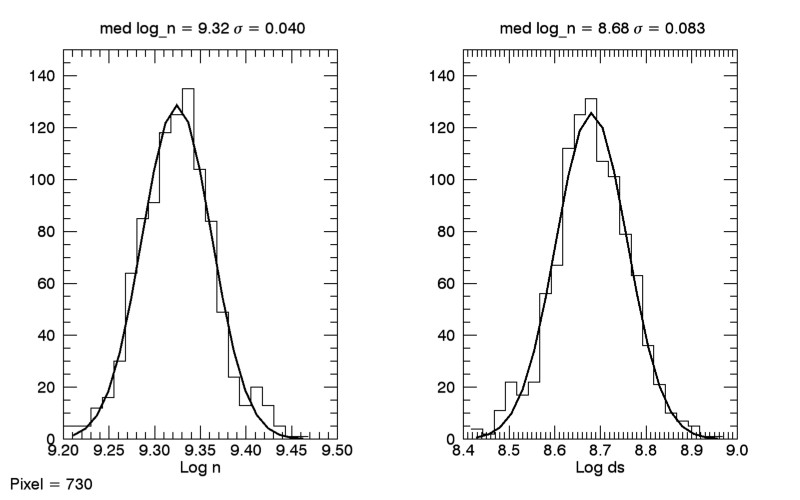 med log_n = 9.32 σ = 0.040
med log_n = 8.68 σ = 0.083
140
120
100
80
60
40
20
0
9.20 9.25 9.30 9.35 9.40 9.45 9.50
Log n
140
120
100
80
60
40
20
0
8.4 8.5 8.6 8.7 8.8 8.9 9.0
Log ds
Pixel = 730